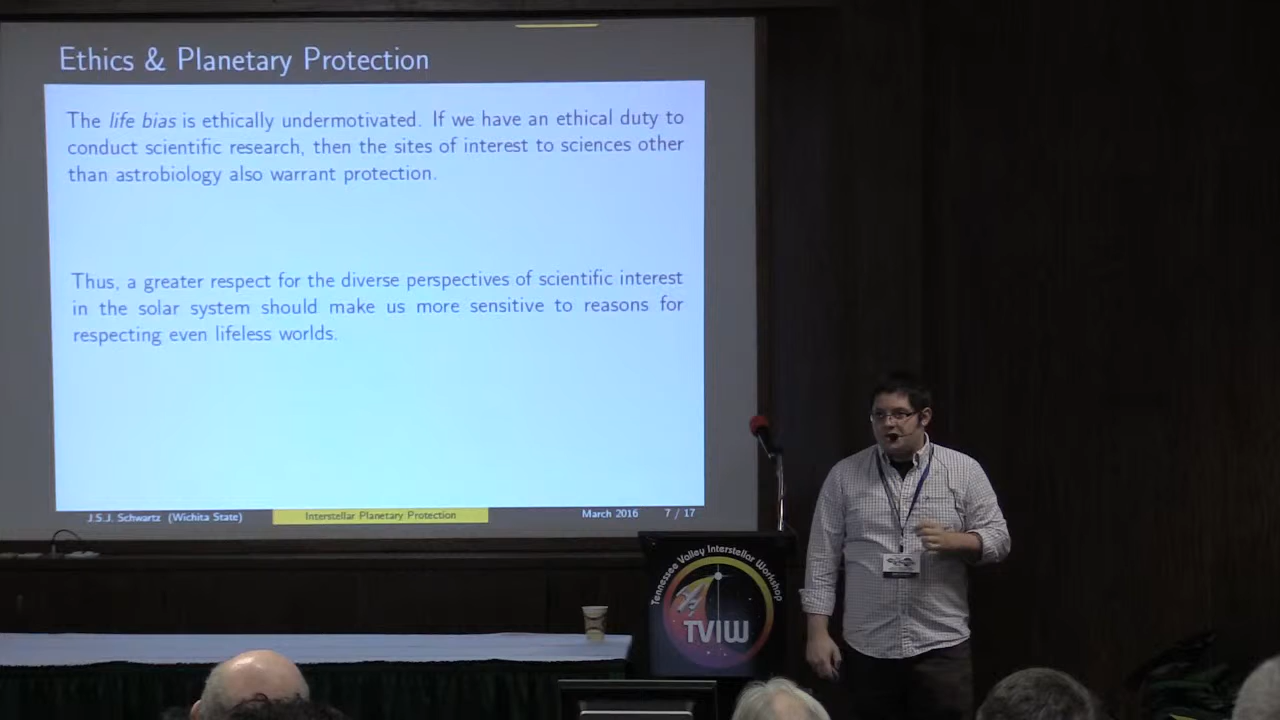 Ethics & Planetary Protection
The life bias is ethically undermotivated. If we have an ethical duty to
conduct scientific research, then the sites of interest to sciences other
than astrobiology also warrant protection.
Thus, a greater respect for the diverse perspectives of scientific interest
in the solar system should make us more sensitive to reasons for
respecting even lifeless worlds.
J.S.J. Schwartz (Wichita State) Interstellar Planetary Protection March 2016 7 / 17
Tennessee Valley Interstellar Workshop
TVIW